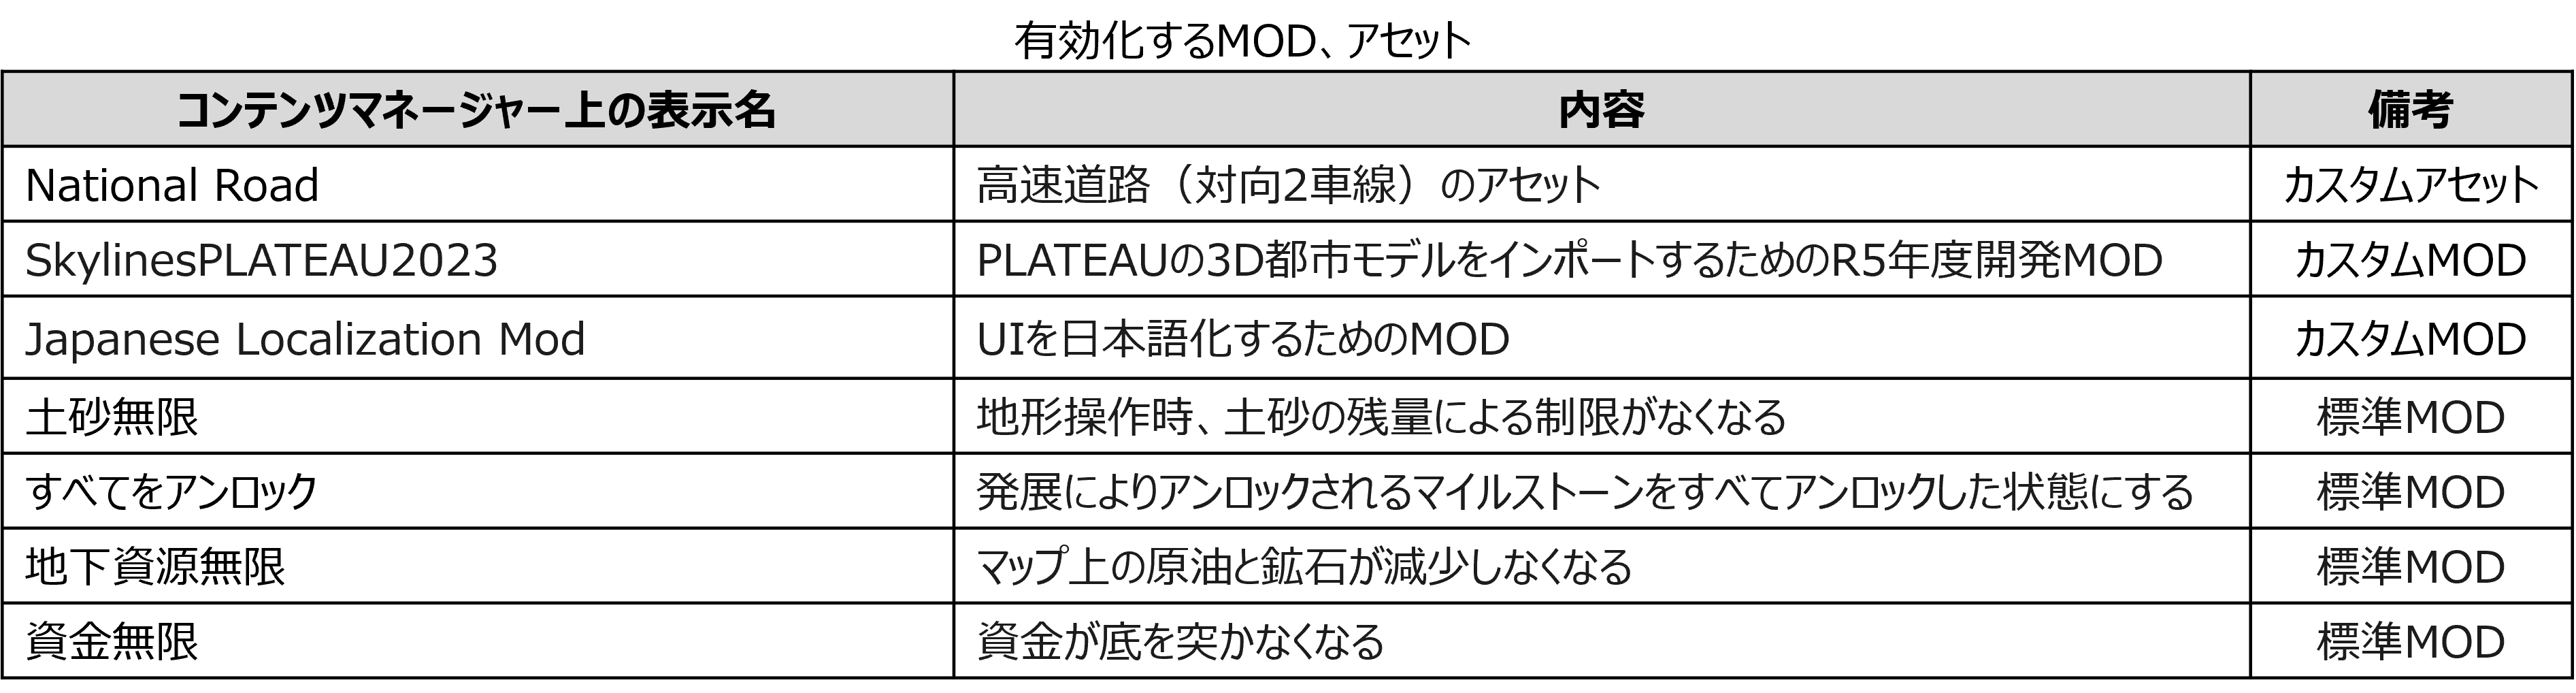 有効化するMOD、アセット
コンテンツマネージャー上の表示名 内容 備考
National Road 高速道路（対向2車線）のアセット カスタムアセット
SkylinesPLATEAU2023 PLATEAUの3D都市モデルをインポートするためのR5年度開発MOD カスタムMOD
Japanese Localization Mod UIを日本語化するためのMOD カスタムMOD
土砂無限 地形操作時、土砂の残量による制限がなくなる 標準MOD
すべてをアンロック 発展によりアンロックされるマイルストーンをすべてアンロックした状態にする 標準MOD
地下資源無限 マップ上の原油と鉱石が減少しなくなる 標準MOD
資金無限 資金が底を突かなくなる 標準MOD